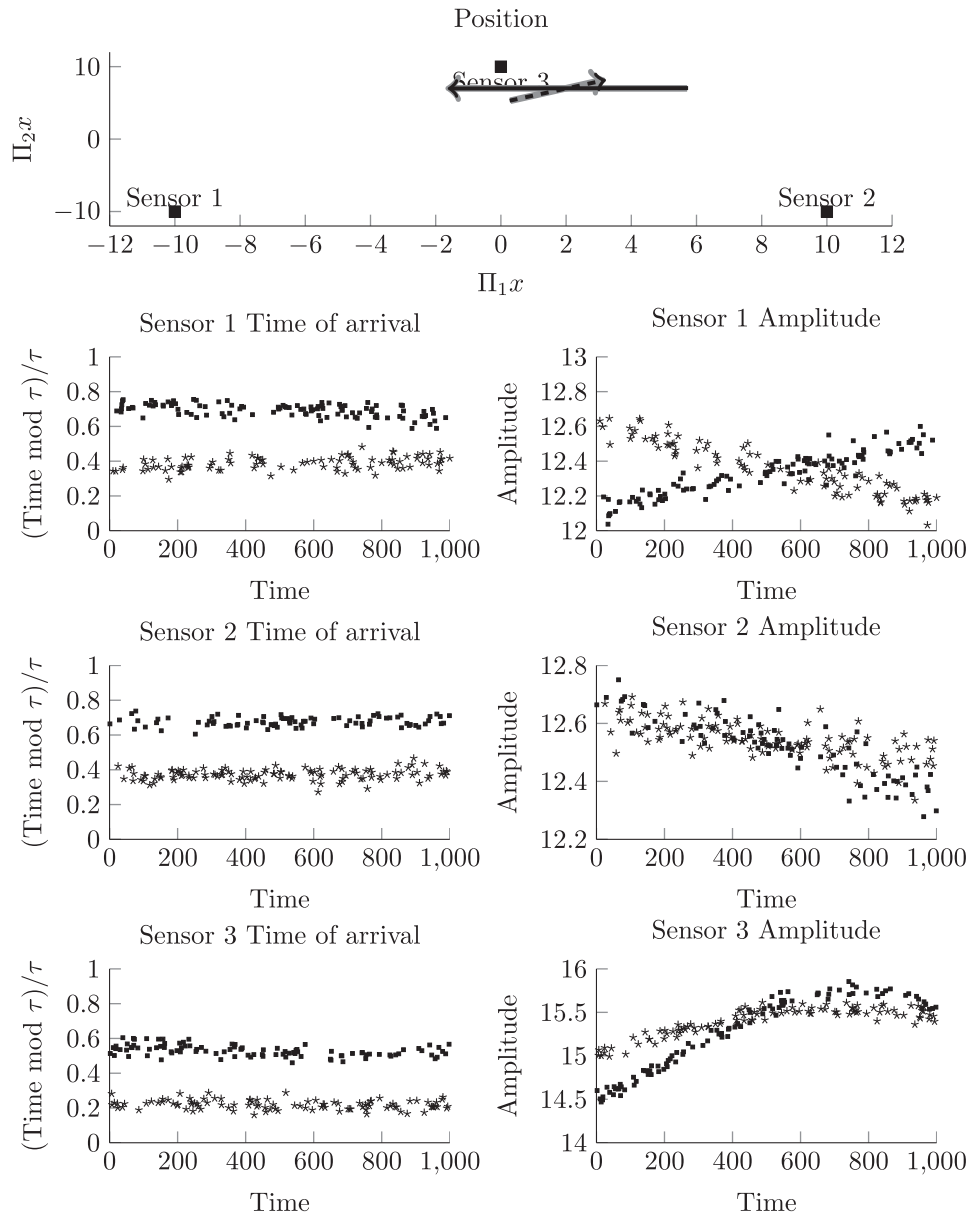 Position
10
0
−10
Π₂x
Sensor 3
Sensor 1
Sensor 2
−12 −10 −8 −6 −4 −2 0 2 4 6 8 10 12
Π₁x
Sensor 1 Time of arrival
1
0.8
0.6
0.4
0.2
0
(Time mod τ)/τ
0 200 400 600 800 1,000
Time
Sensor 1 Amplitude
13
12.6
12.4
12.2
12
Amplitude
0 200 400 600 800 1,000
Time
Sensor 2 Time of arrival
1
0.8
0.6
0.4
0.2
0
(Time mod τ)/τ
0 200 400 600 800 1,000
Time
Sensor 2 Amplitude
12.8
12.6
12.4
12.2
Amplitude
0 200 400 600 800 1,000
Time
Sensor 3 Time of arrival
1
0.8
0.6
0.4
0.2
0
(Time mod τ)/τ
0 200 400 600 800 1,000
Time
Sensor 3 Amplitude
16
15.5
15
14.5
14
Amplitude
0 200 400 600 800 1,000
Time